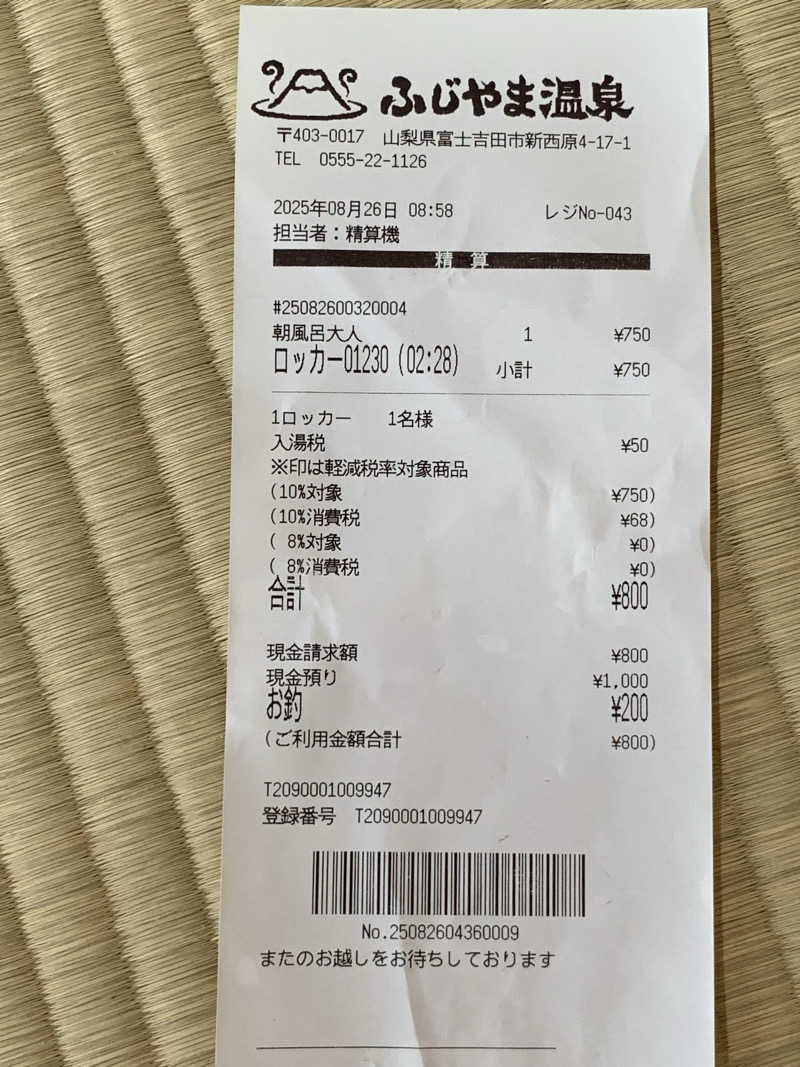 ふじやま温泉
〒403-0017 山梨県富士吉田市新西原4-17-1
TEL 0555-22-1126
2025年08月26日 08:58 レジNo-043
担当者：精算機
精 算
#25082600320004
朝風呂大人 1 ¥750
ロッカー01230 (02:28) 小計 ¥750
1ロッカー 1名様
入湯税 ¥50
※印は軽減税率対象商品
(10%対象 ¥750)
(10%消費税 ¥68)
( 8%対象 ¥0)
( 8%消費税 ¥0)
合計 ¥800
現金請求額 ¥800
現金預り ¥1,000
お釣 ¥200
(ご利用金額合計 ¥800)
T2090001009947
登録番号 T2090001009947
No.25082604360009
またのお越しをお待ちしております